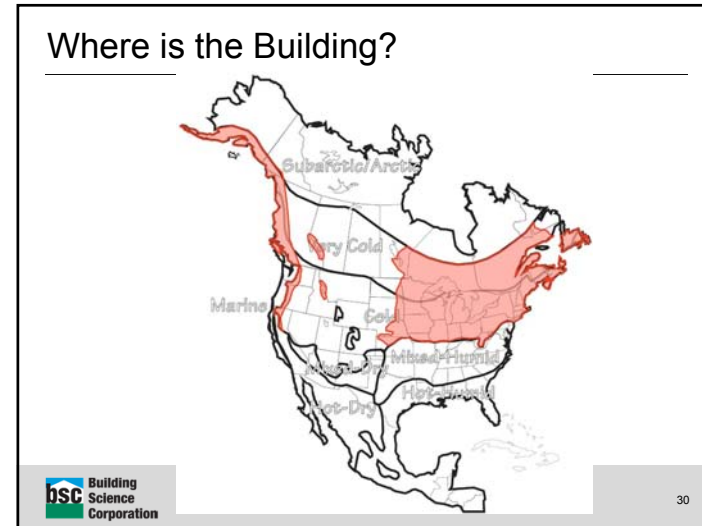 Where is the Building?
Subarctic/Arctic
Very Cold
Marine
Cold
Mixed-Humid
Mixed-Dry
Hot-Humid
Hot-Dry
bsc Building
Science
Corporation
30